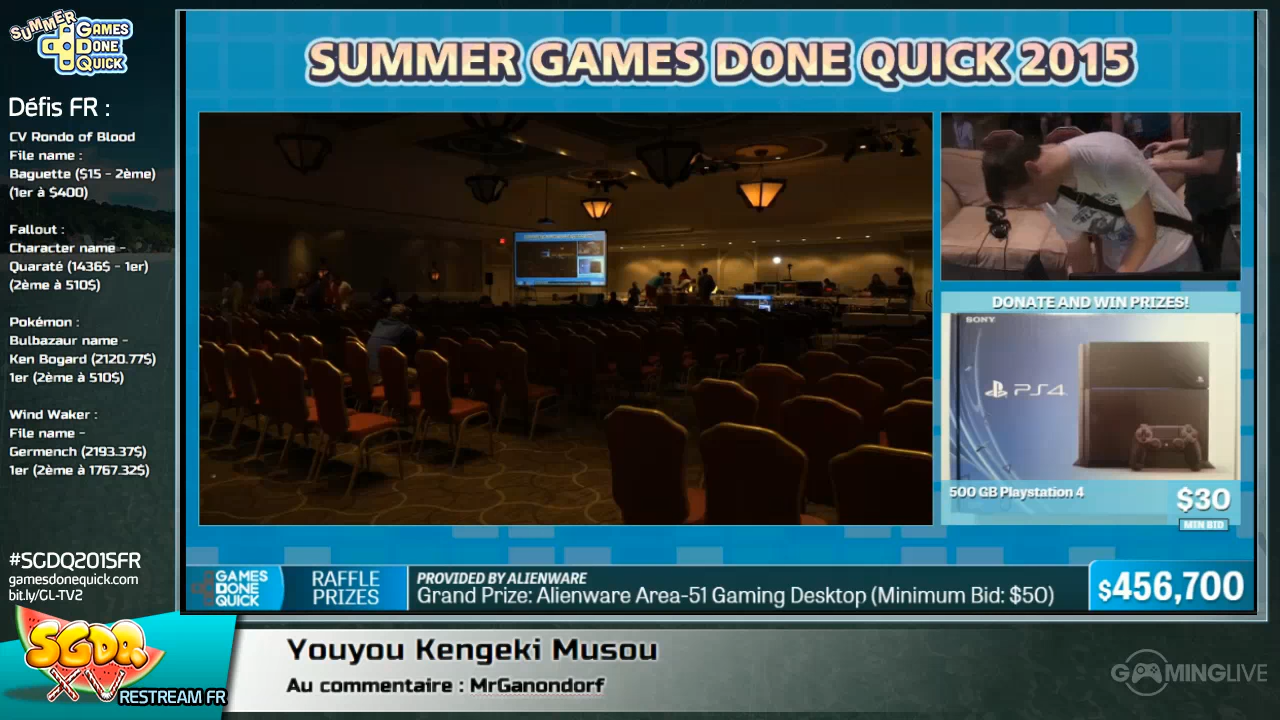 SUMMER
GAMES
DONE
QUICK
Défis FR :
CV Rondo of Blood
File name :
Baguette ($15 - 2ème)
(1er à $400)
Fallout :
Character name -
Quaraté (1436$ - 1er)
(2ème à 510$)
Pokémon :
Bulbazaur name -
Ken Bogard (2120.77$)
1er (2ème à 510$)
Wind Waker :
File name -
Germench (2193.37$)
1er (2ème à 1767.32$)
#SGDQ2015FR
gamesdonequick.com
bit.ly/GL-TV2
SGDQ
RESTREAM FR
SUMMER GAMES DONE QUICK 2015
DONATE AND WIN PRIZES!
SONY
PS4
500 GB Playstation 4
$30
MIN BID
GAMES
DONE
QUICK
RAFFLE
PRIZES
PROVIDED BY ALIENWARE
Grand Prize: Alienware Area-51 Gaming Desktop (Minimum Bid: $50)
$456,700
Youyou Kengeki Musou
Au commentaire : MrGanondorf
GAMINGLIVE